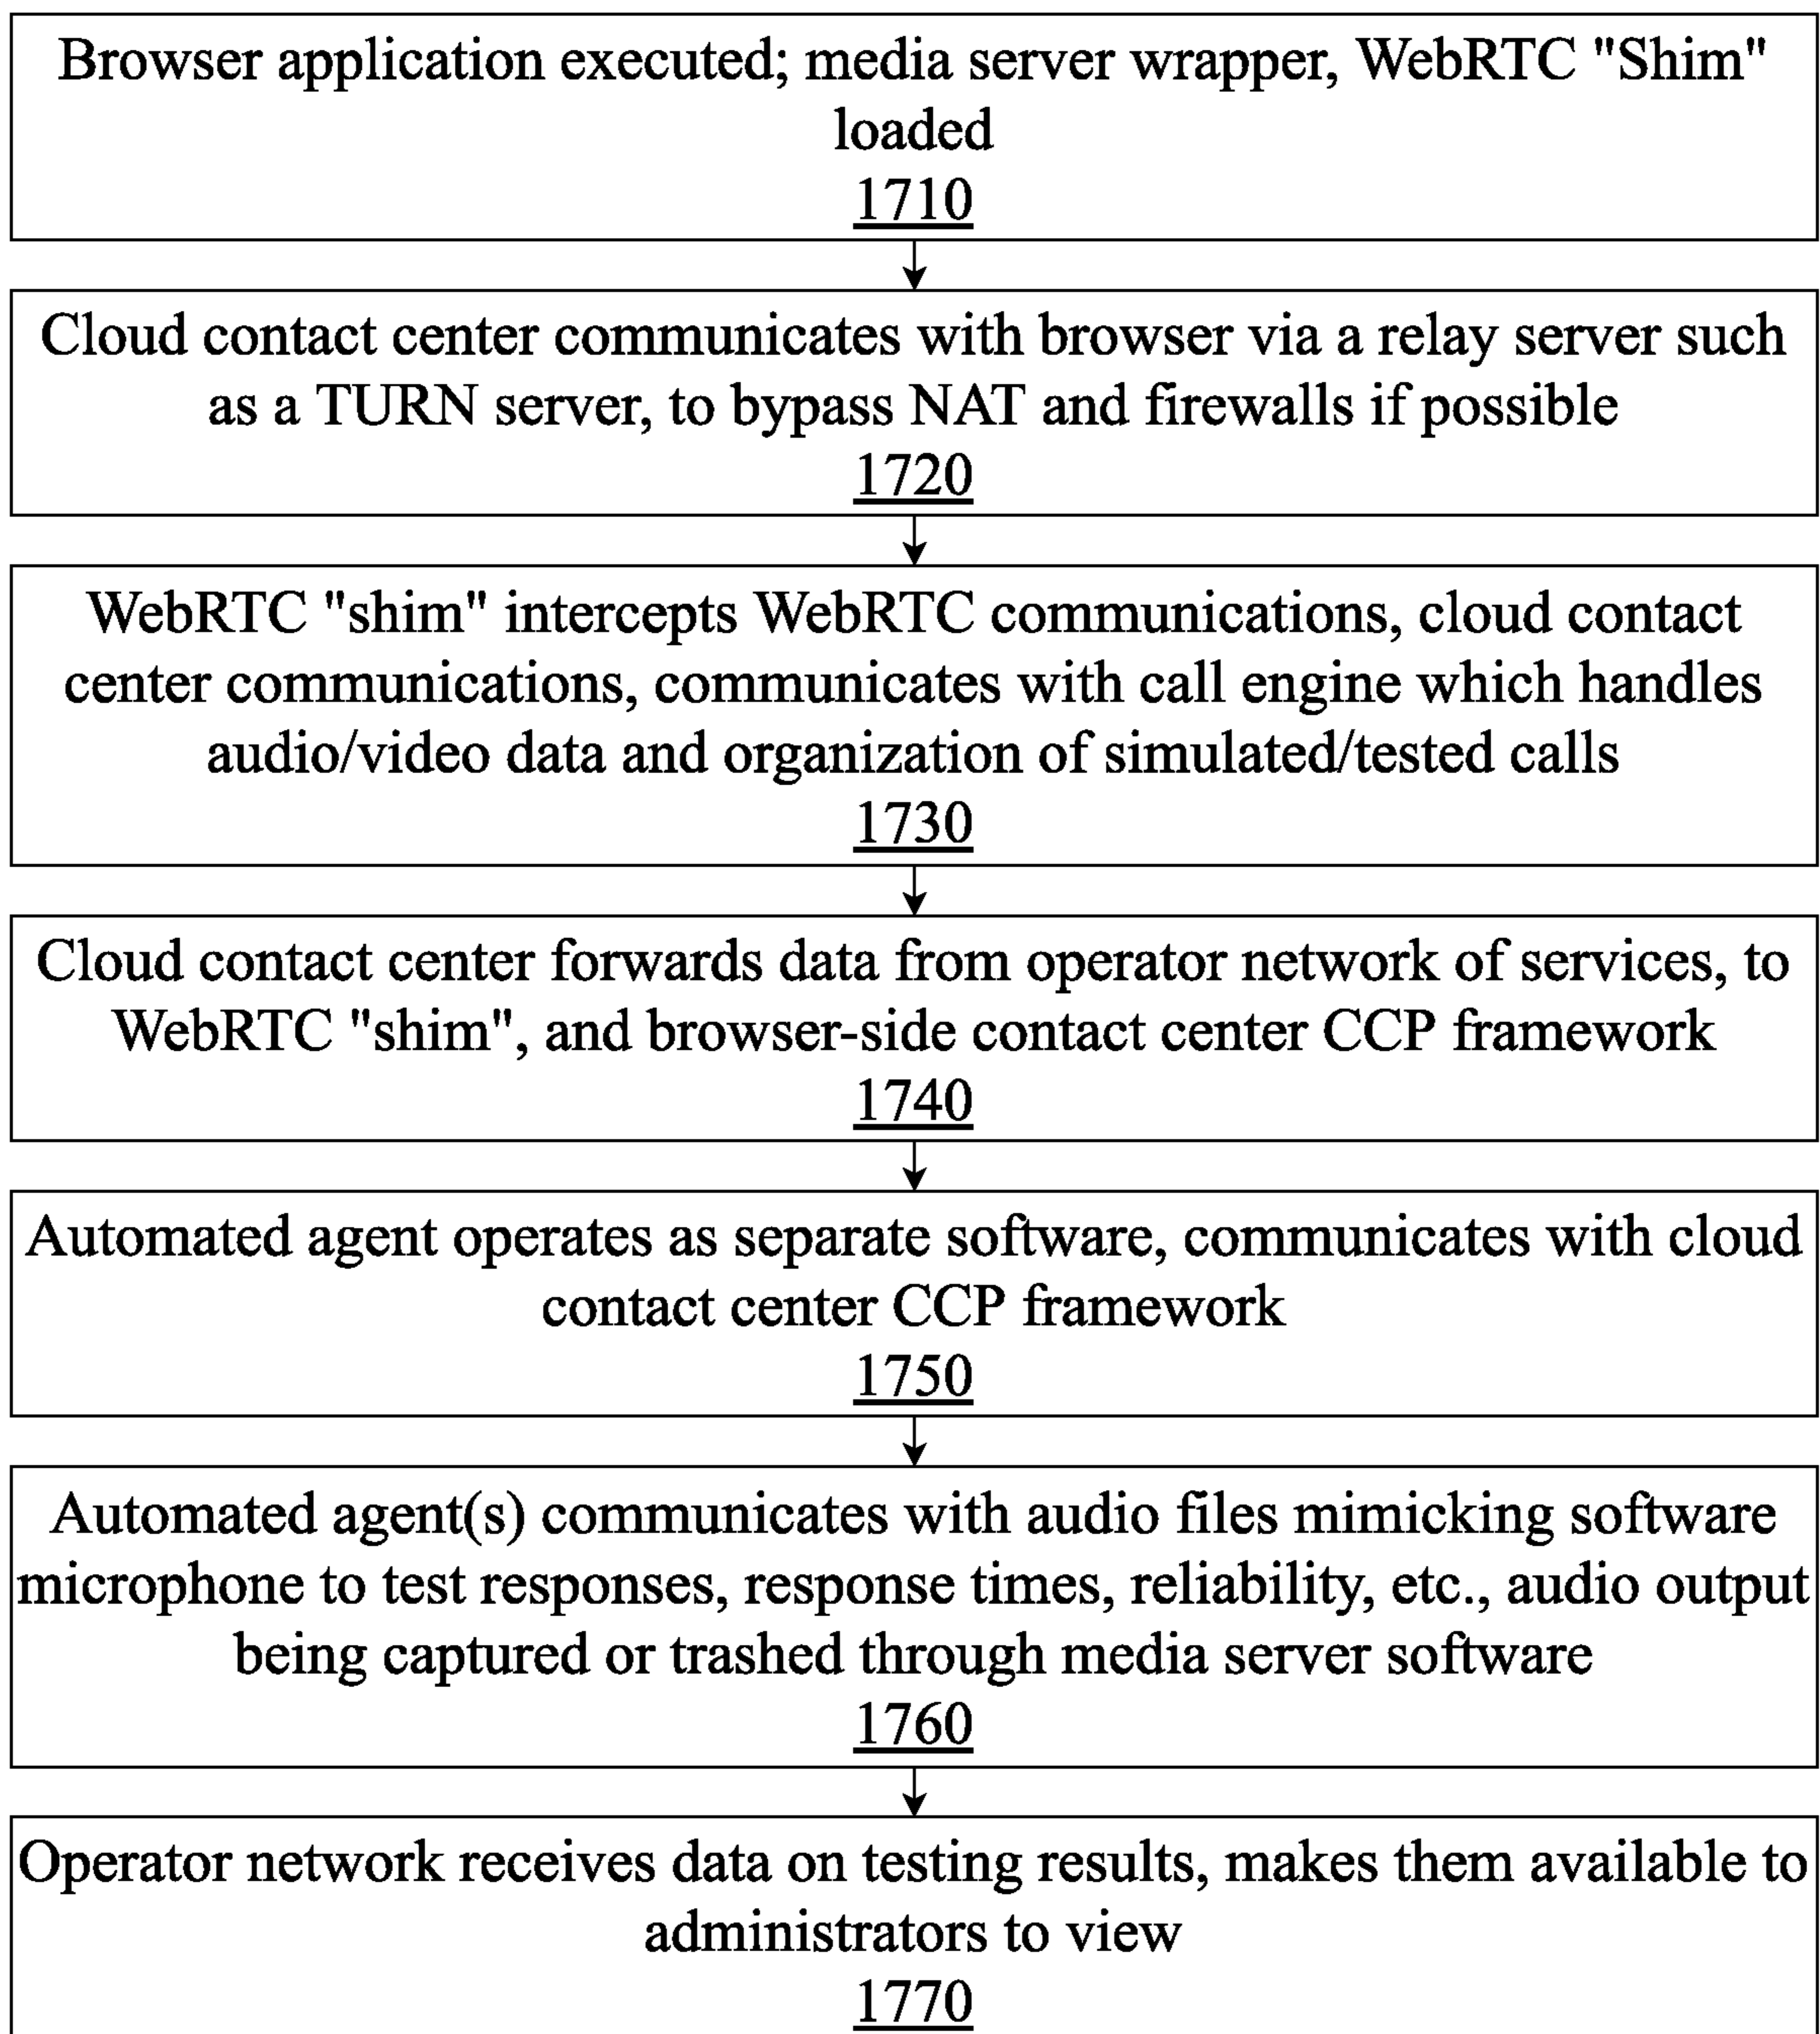 Browser application executed; media server wrapper, WebRTC "Shim"
loaded
1710
Cloud contact center communicates with browser via a relay server such
as a TURN server, to bypass NAT and firewalls if possible
1720
WebRTC "shim" intercepts WebRTC communications, cloud contact
center communications, communicates with call engine which handles
audio/video data and organization of simulated/tested calls
1730
Cloud contact center forwards data from operator network of services, to
WebRTC "shim", and browser-side contact center CCP framework
1740
Automated agent operates as separate software, communicates with cloud
contact center CCP framework
1750
Automated agent(s) communicates with audio files mimicking software
microphone to test responses, response times, reliability, etc., audio output
being captured or trashed through media server software
1760
Operator network receives data on testing results, makes them available to
administrators to view
1770